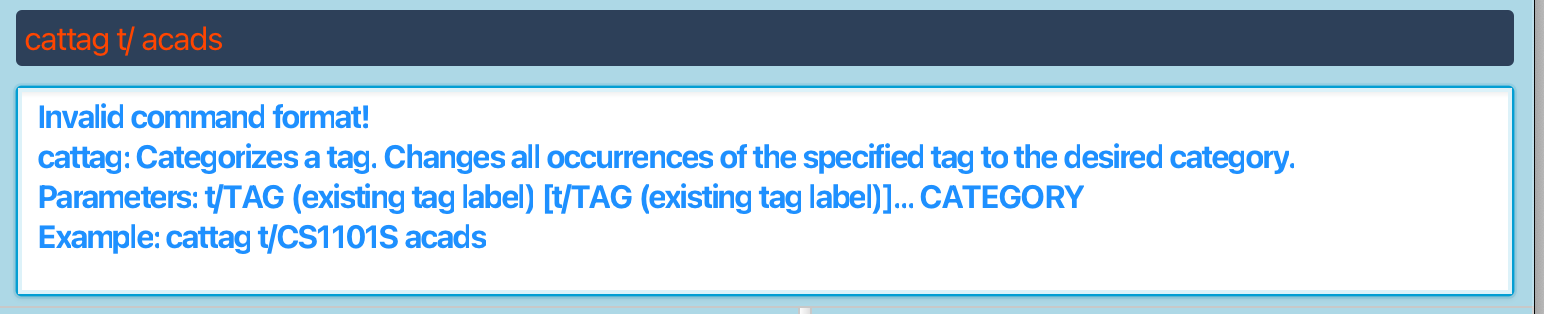 cattag t/ acads
Invalid command format!
cattag: Categorizes a tag. Changes all occurrences of the specified tag to the desired category.
Parameters: t/TAG (existing tag label) [t/TAG (existing tag label)]... CATEGORY
Example: cattag t/CS1101S acads